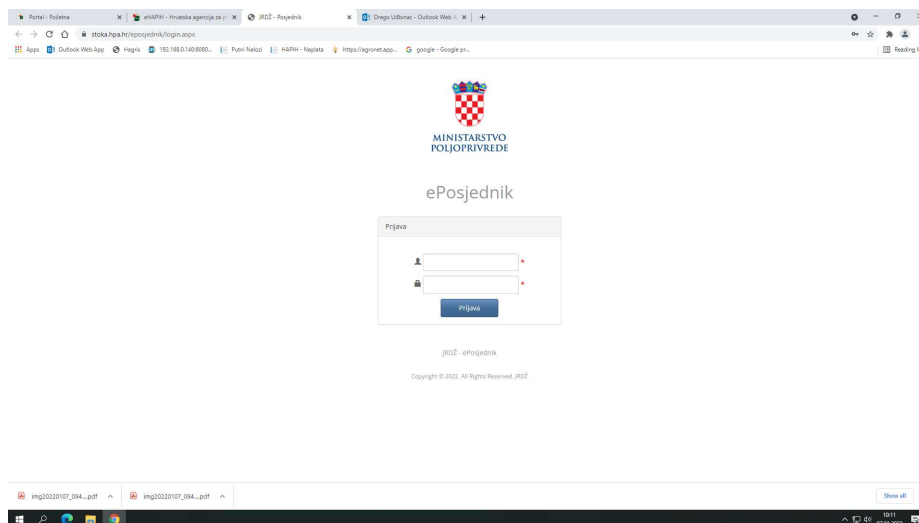 Portal - Početna
eHAPIH - Hrvatska agencija za p
JRDŽ - Posjednik
Drago Udbinac - Outlook Web A
stoka.hpa.hr/eposjednik/login.aspx
Apps
Outlook Web App
Hagris
192.168.0.140:8080...
Putni Nalozi
HAPIH - Naplata
https://agronet.app...
google - Google pr...
Reading l
MINISTARSTVO
POLJOPRIVREDE
ePosjednik
Prijava
*
*
Prijava
JRDŽ - ePosjednik
Copyright © 2022. All Rights Reserved. JRDŽ
img20220107_094....pdf
img20220107_094....pdf
Show all
10:11
07.01.2022.